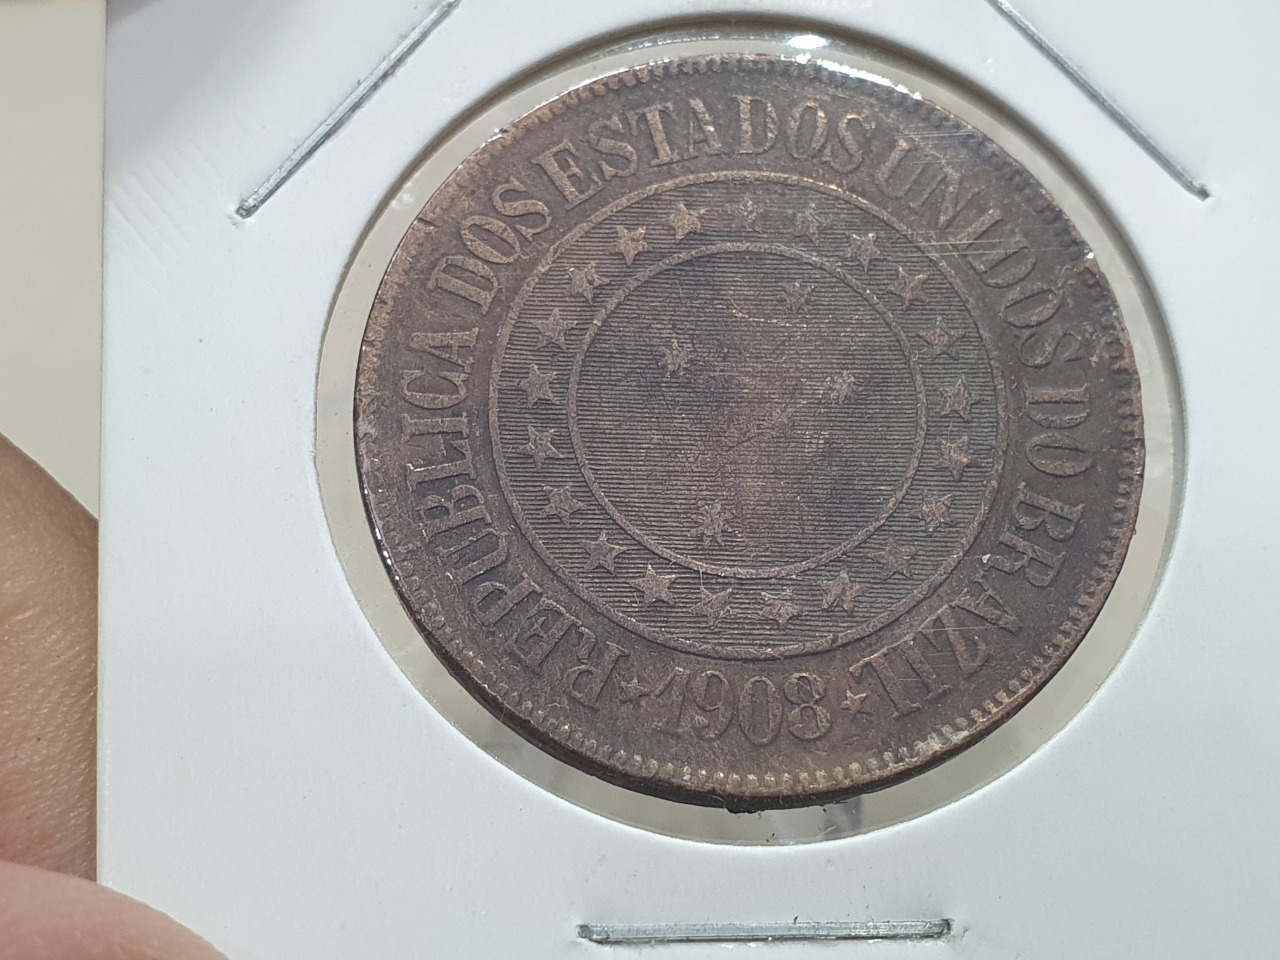 REPUBLICA DOS ESTADOS UNIDOS DO BRAZIL
1908